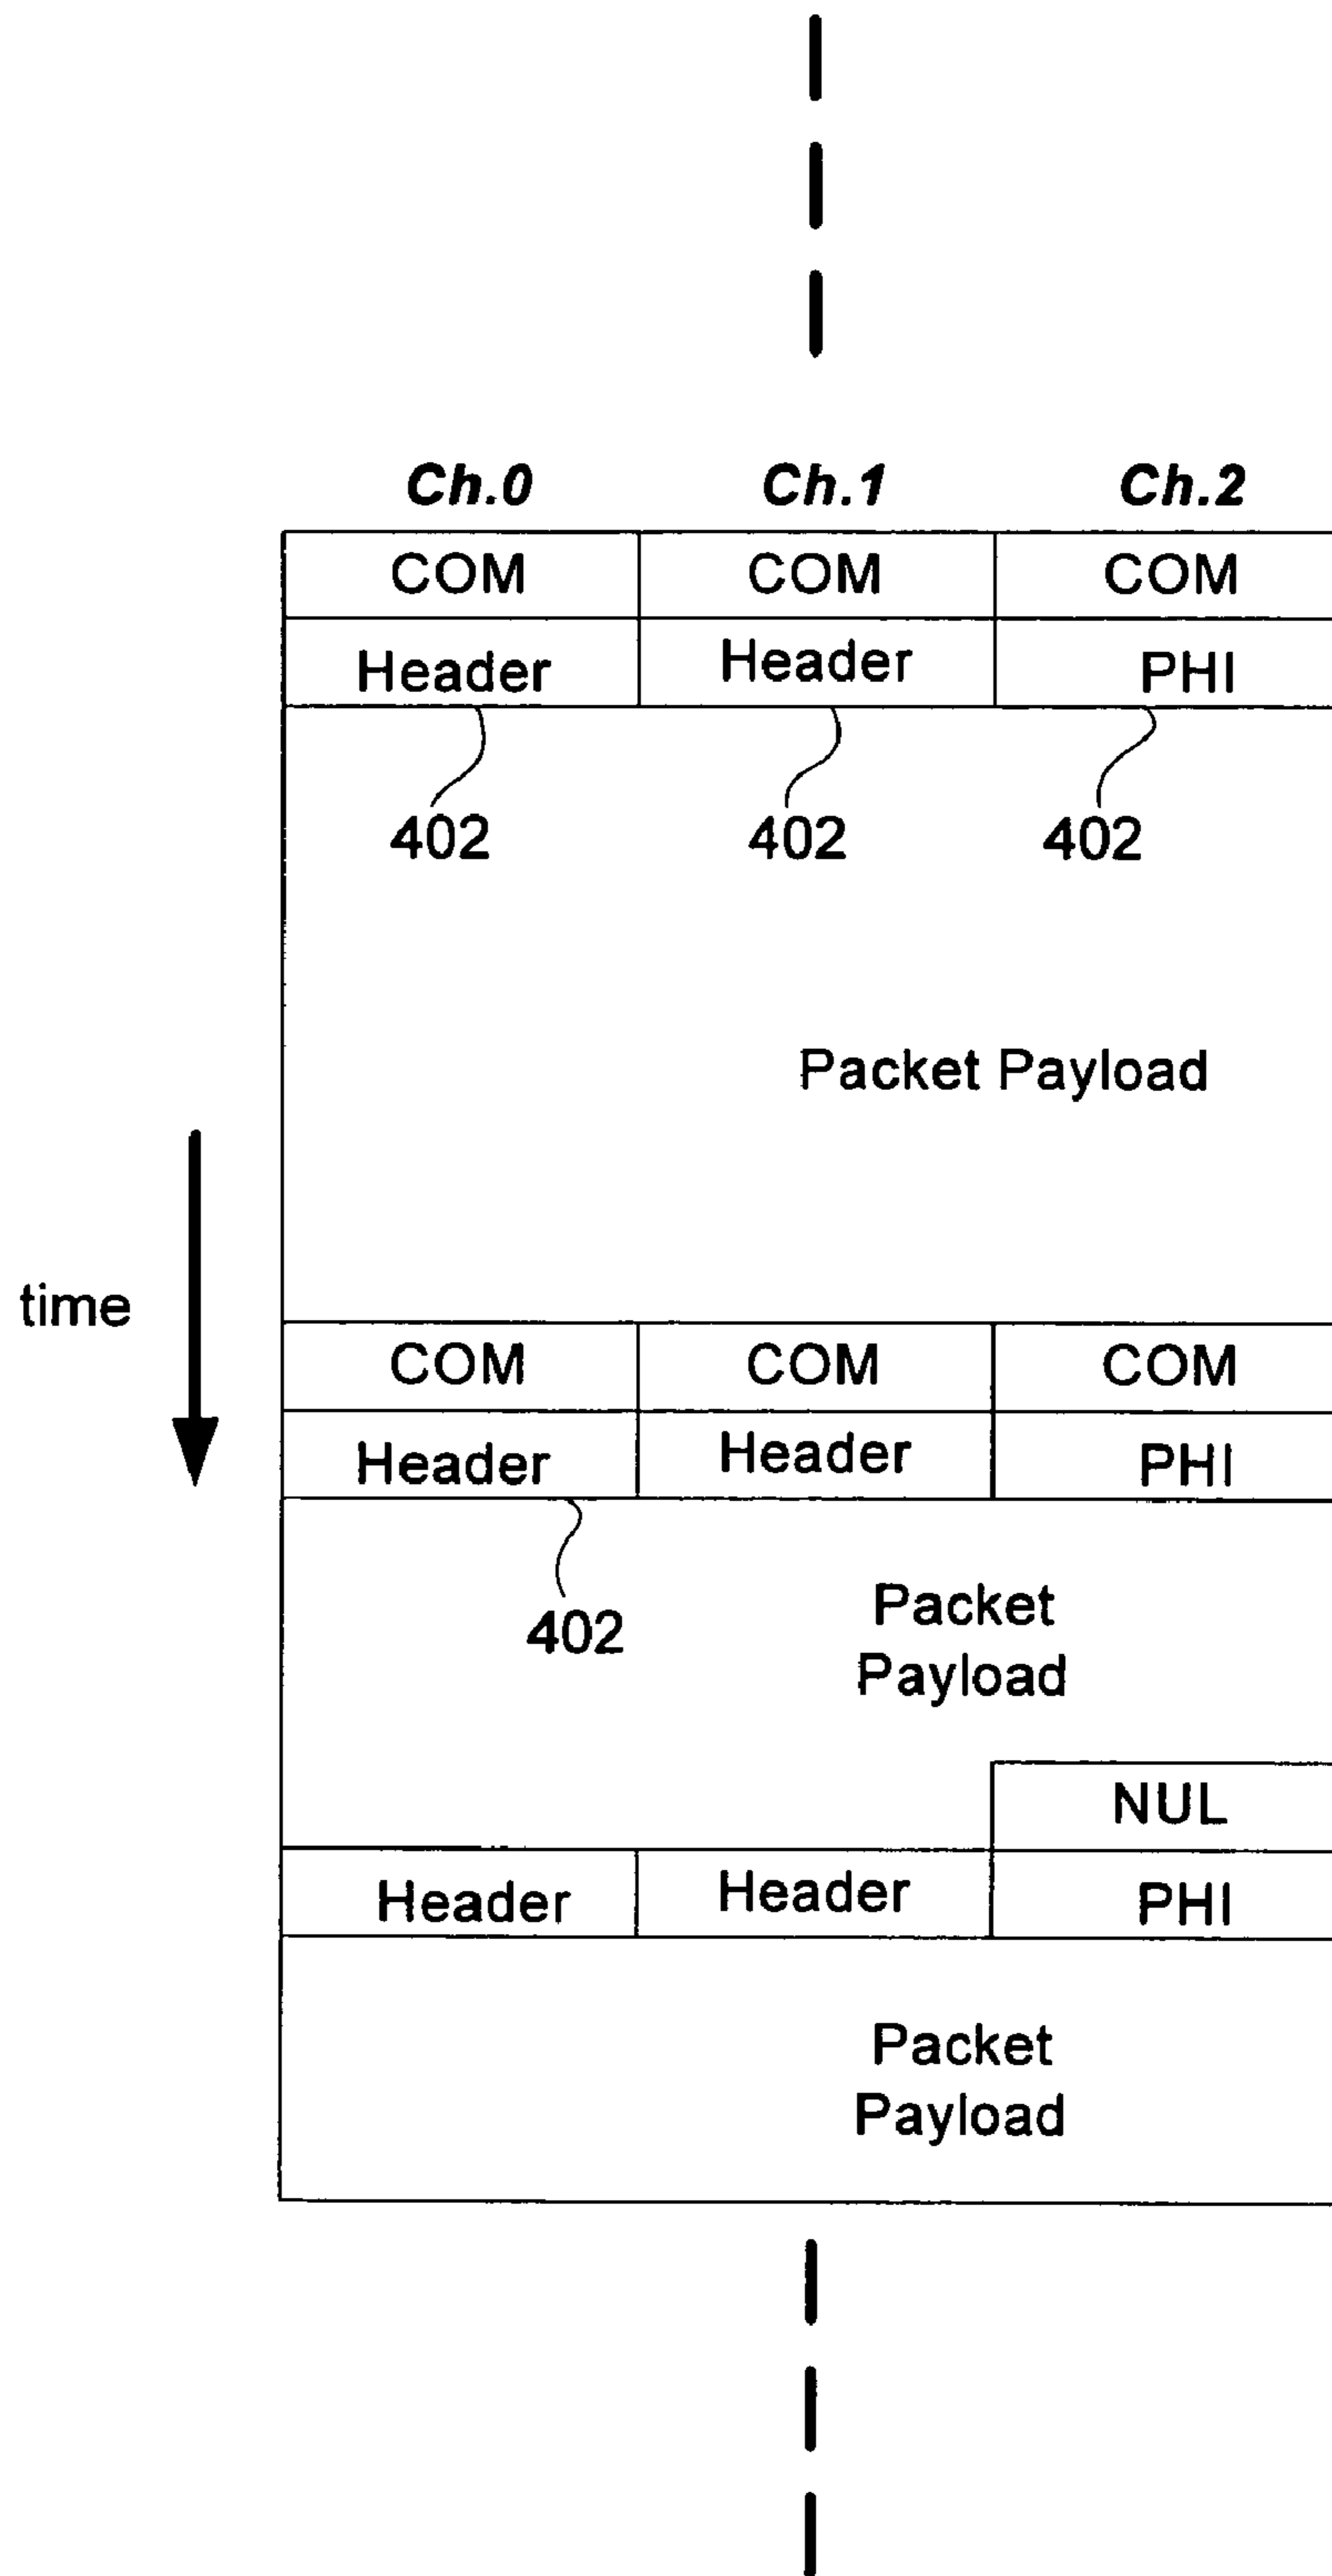 Ch.0 Ch.1 Ch.2
COM COM COM
Header Header PHI
402 402 402
Packet Payload
time
COM COM COM
Header Header PHI
402
Packet
Payload
NUL
Header Header PHI
Packet
Payload